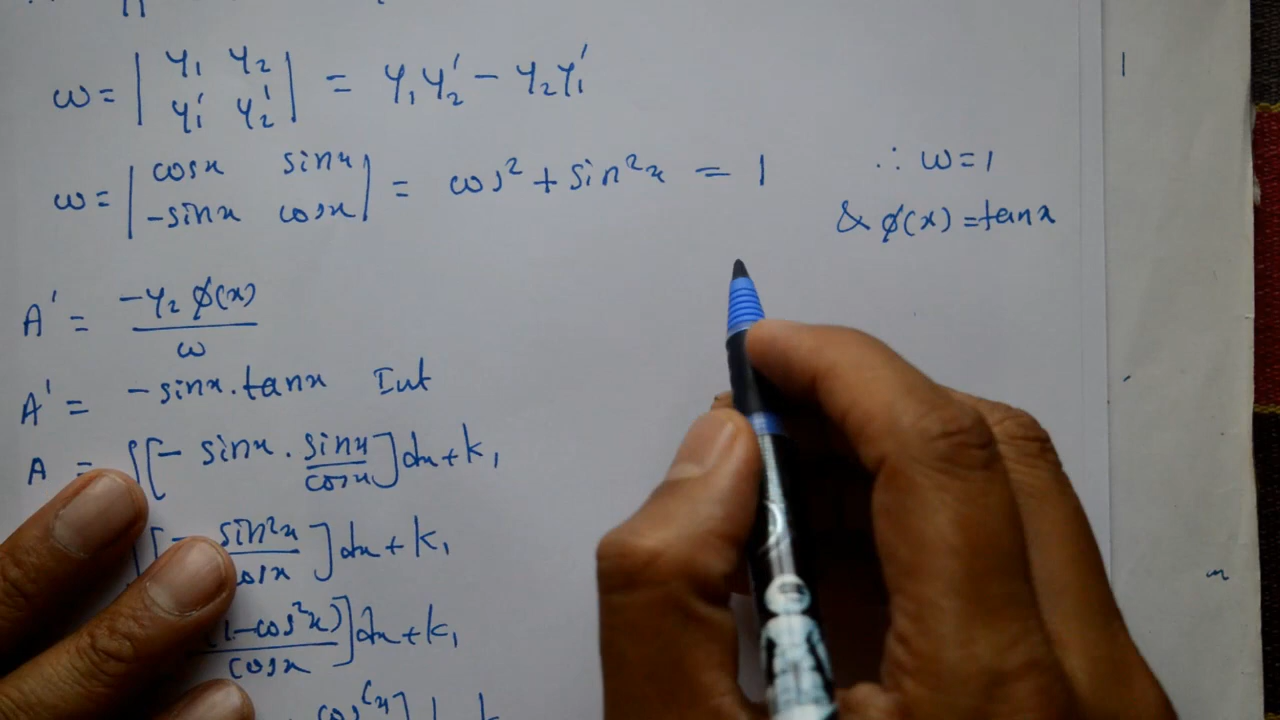 ω = | y₁ y₂ | = y₁y₂' − y₂y₁'
| y₁' y₂' |
ω = | cosx sinx | = cos² + sin²x = 1
| -sinx cosx |
∴ ω = 1
& ϕ(x) = tanx
A' = −y₂ ϕ(x) / ω
A' = − sinx . tanx Int
A = ∫[− sinx . sinx / cosx] dx + k₁
∫[− sin²x / cosx] dx + k₁
(1−cos²x) / cosx] dx + k₁